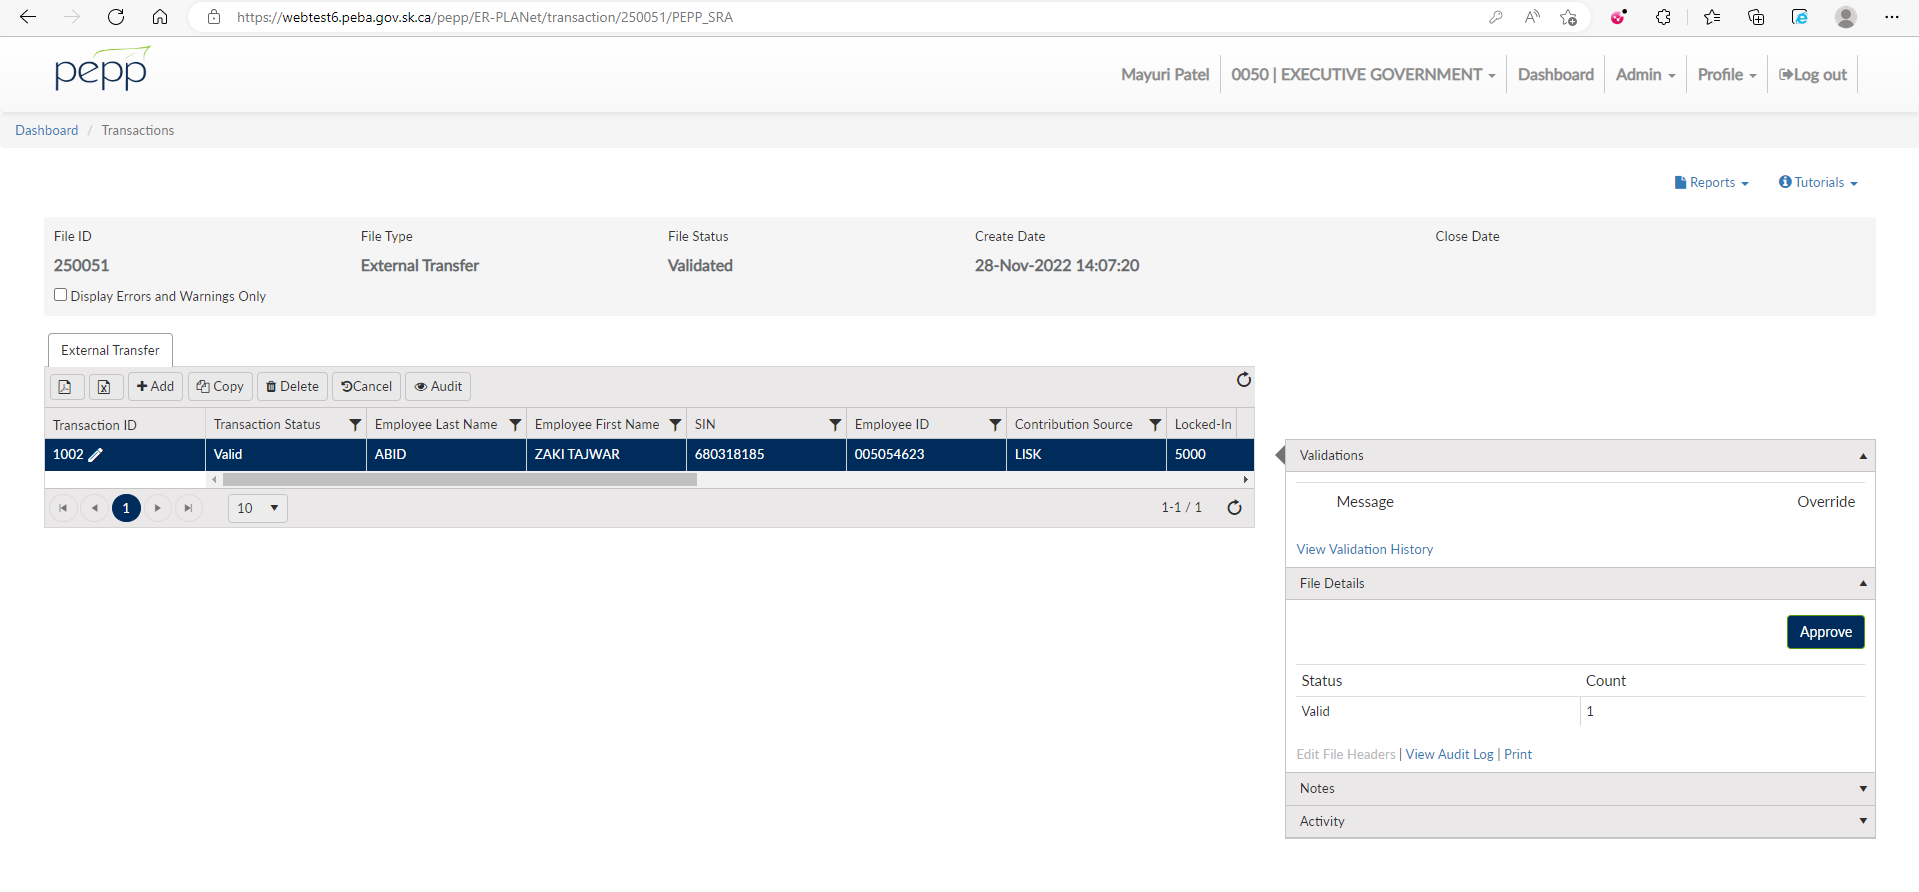 https://webtest6.peba.gov.sk.ca/pepp/ER-PLANet/transaction/250051/PEPP_SRA
pepp
Mayuri Patel 0050 | EXECUTIVE GOVERNMENT Dashboard Admin Profile Log out
Dashboard / Transactions
Reports Tutorials
File ID File Type File Status Create Date Close Date
250051 External Transfer Validated 28-Nov-2022 14:07:20
Display Errors and Warnings Only
External Transfer
Add Copy Delete Cancel Audit
Transaction ID Transaction Status Employee Last Name Employee First Name SIN Employee ID Contribution Source Locked-In
1002 Valid ABID ZAKI TAJWAR 680318185 005054623 LISK 5000
1 10 1-1 / 1
Validations
Message Override
View Validation History
File Details
Approve
Status Count
Valid 1
Edit File Headers | View Audit Log | Print
Notes
Activity